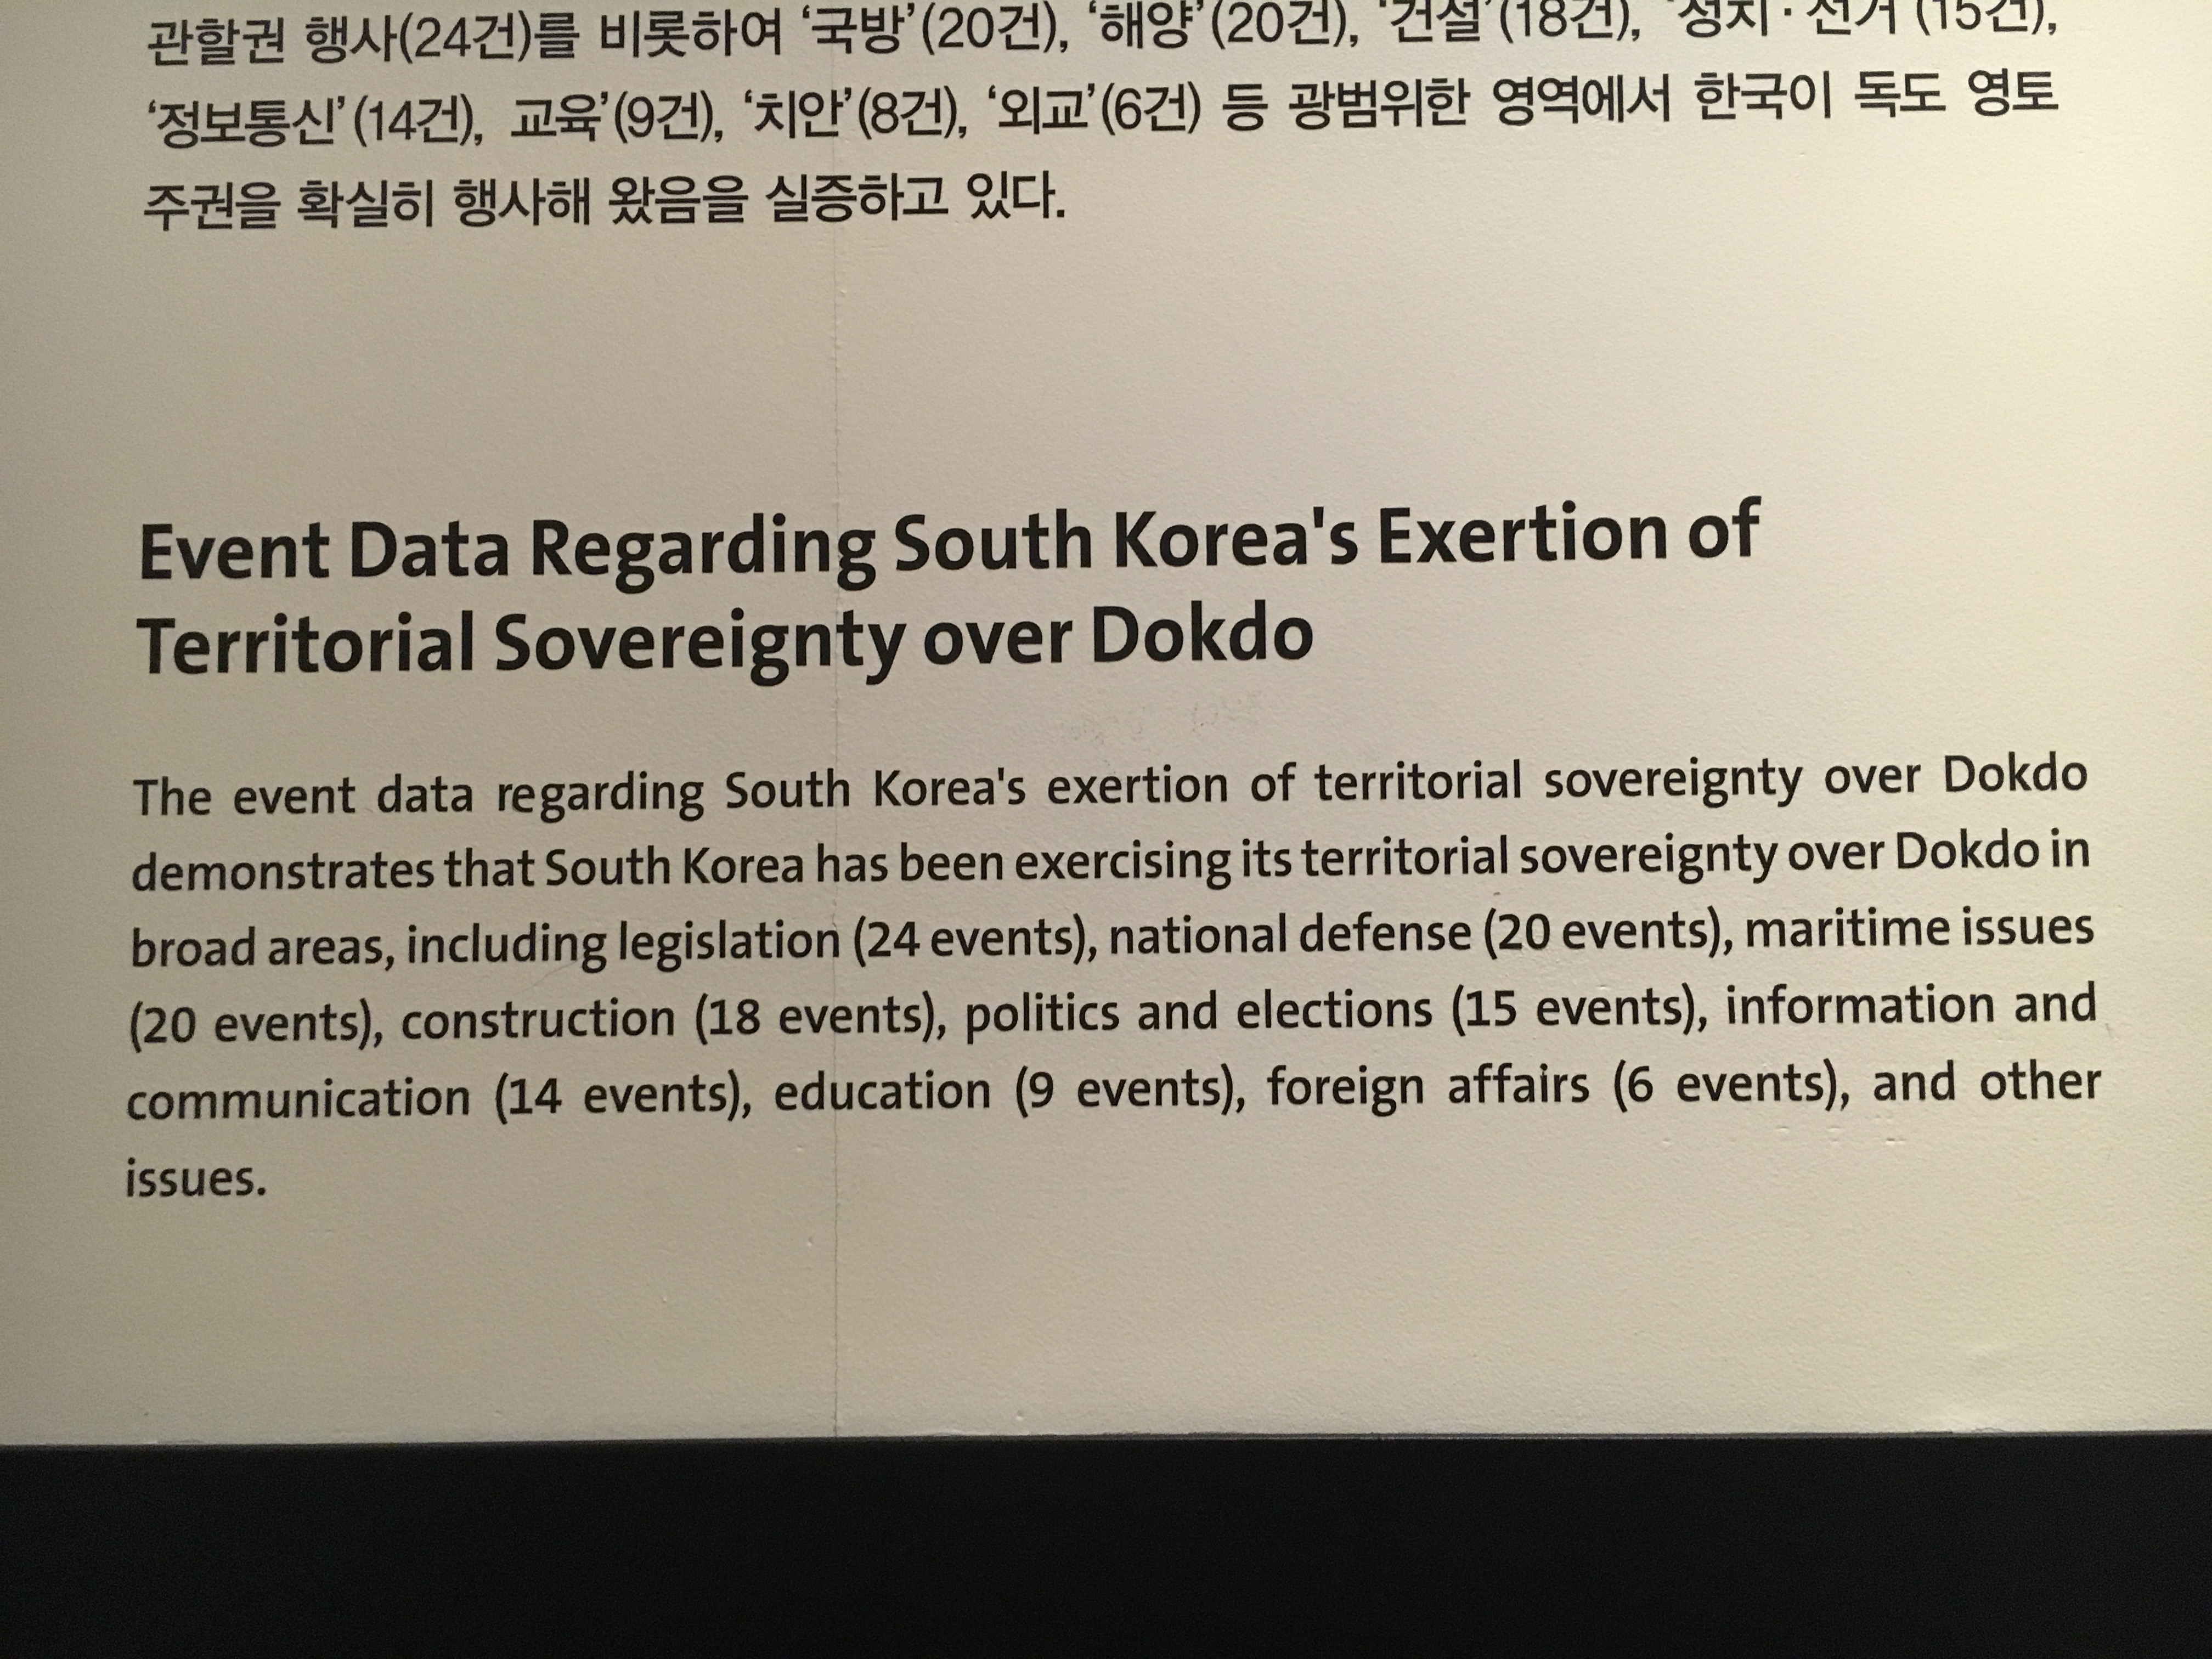 관할권 행사(24건)를 비롯하여 ‘국방’(20건), ‘해양’(20건), ‘건설’(18건), ‘정치·선거’(15건),
‘정보통신’(14건), 교육’(9건), ‘치안’(8건), ‘외교’(6건) 등 광범위한 영역에서 한국이 독도 영토
주권을 확실히 행사해 왔음을 실증하고 있다.
Event Data Regarding South Korea's Exertion of
Territorial Sovereignty over Dokdo
The event data regarding South Korea's exertion of territorial sovereignty over Dokdo
demonstrates that South Korea has been exercising its territorial sovereignty over Dokdo in
broad areas, including legislation (24 events), national defense (20 events), maritime issues
(20 events), construction (18 events), politics and elections (15 events), information and
communication (14 events), education (9 events), foreign affairs (6 events), and other
issues.